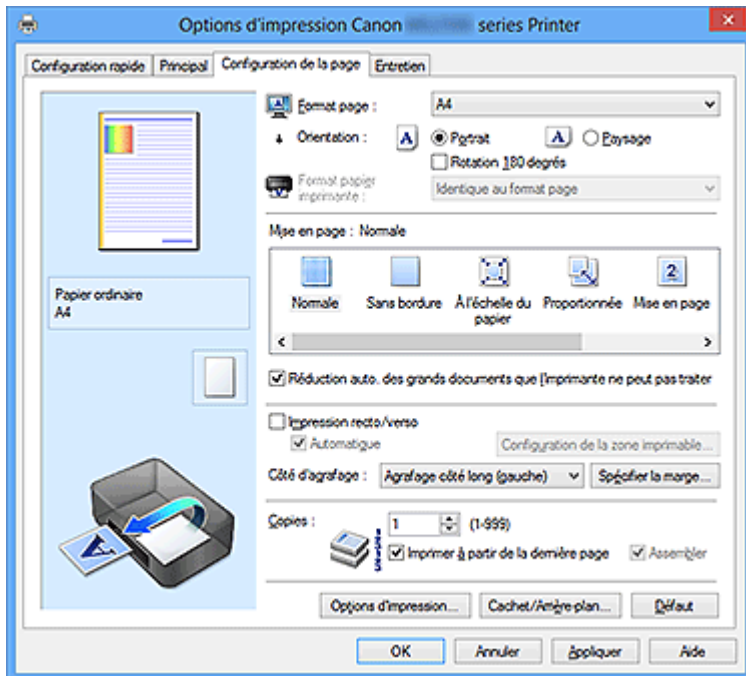 Options d'impression Canon series Printer
Configuration rapide Principal Configuration de la page Entretien
Format page : A4
Orientation : A Portrait A Paysage
Rotation 180 degrés
Format papier imprimante : Identique au format page
Mise en page : Normale
Normale Sans bordure À l'échelle du papier Proportionnée Mise en page
2
Papier ordinaire
A4
Réduction auto. des grands documents que l'imprimante ne peut pas traiter
Impression recto/verso
Automatique Configuration de la zone imprimable...
Côté d'agrafage : Agrafage côté long (gauche) Spécifier la marge...
Copies : 1 (1-999)
Imprimer à partir de la dernière page Assembler
A
Options d'impression... Cachet/Arrière-plan... Défaut
OK Annuler Appliquer Aide